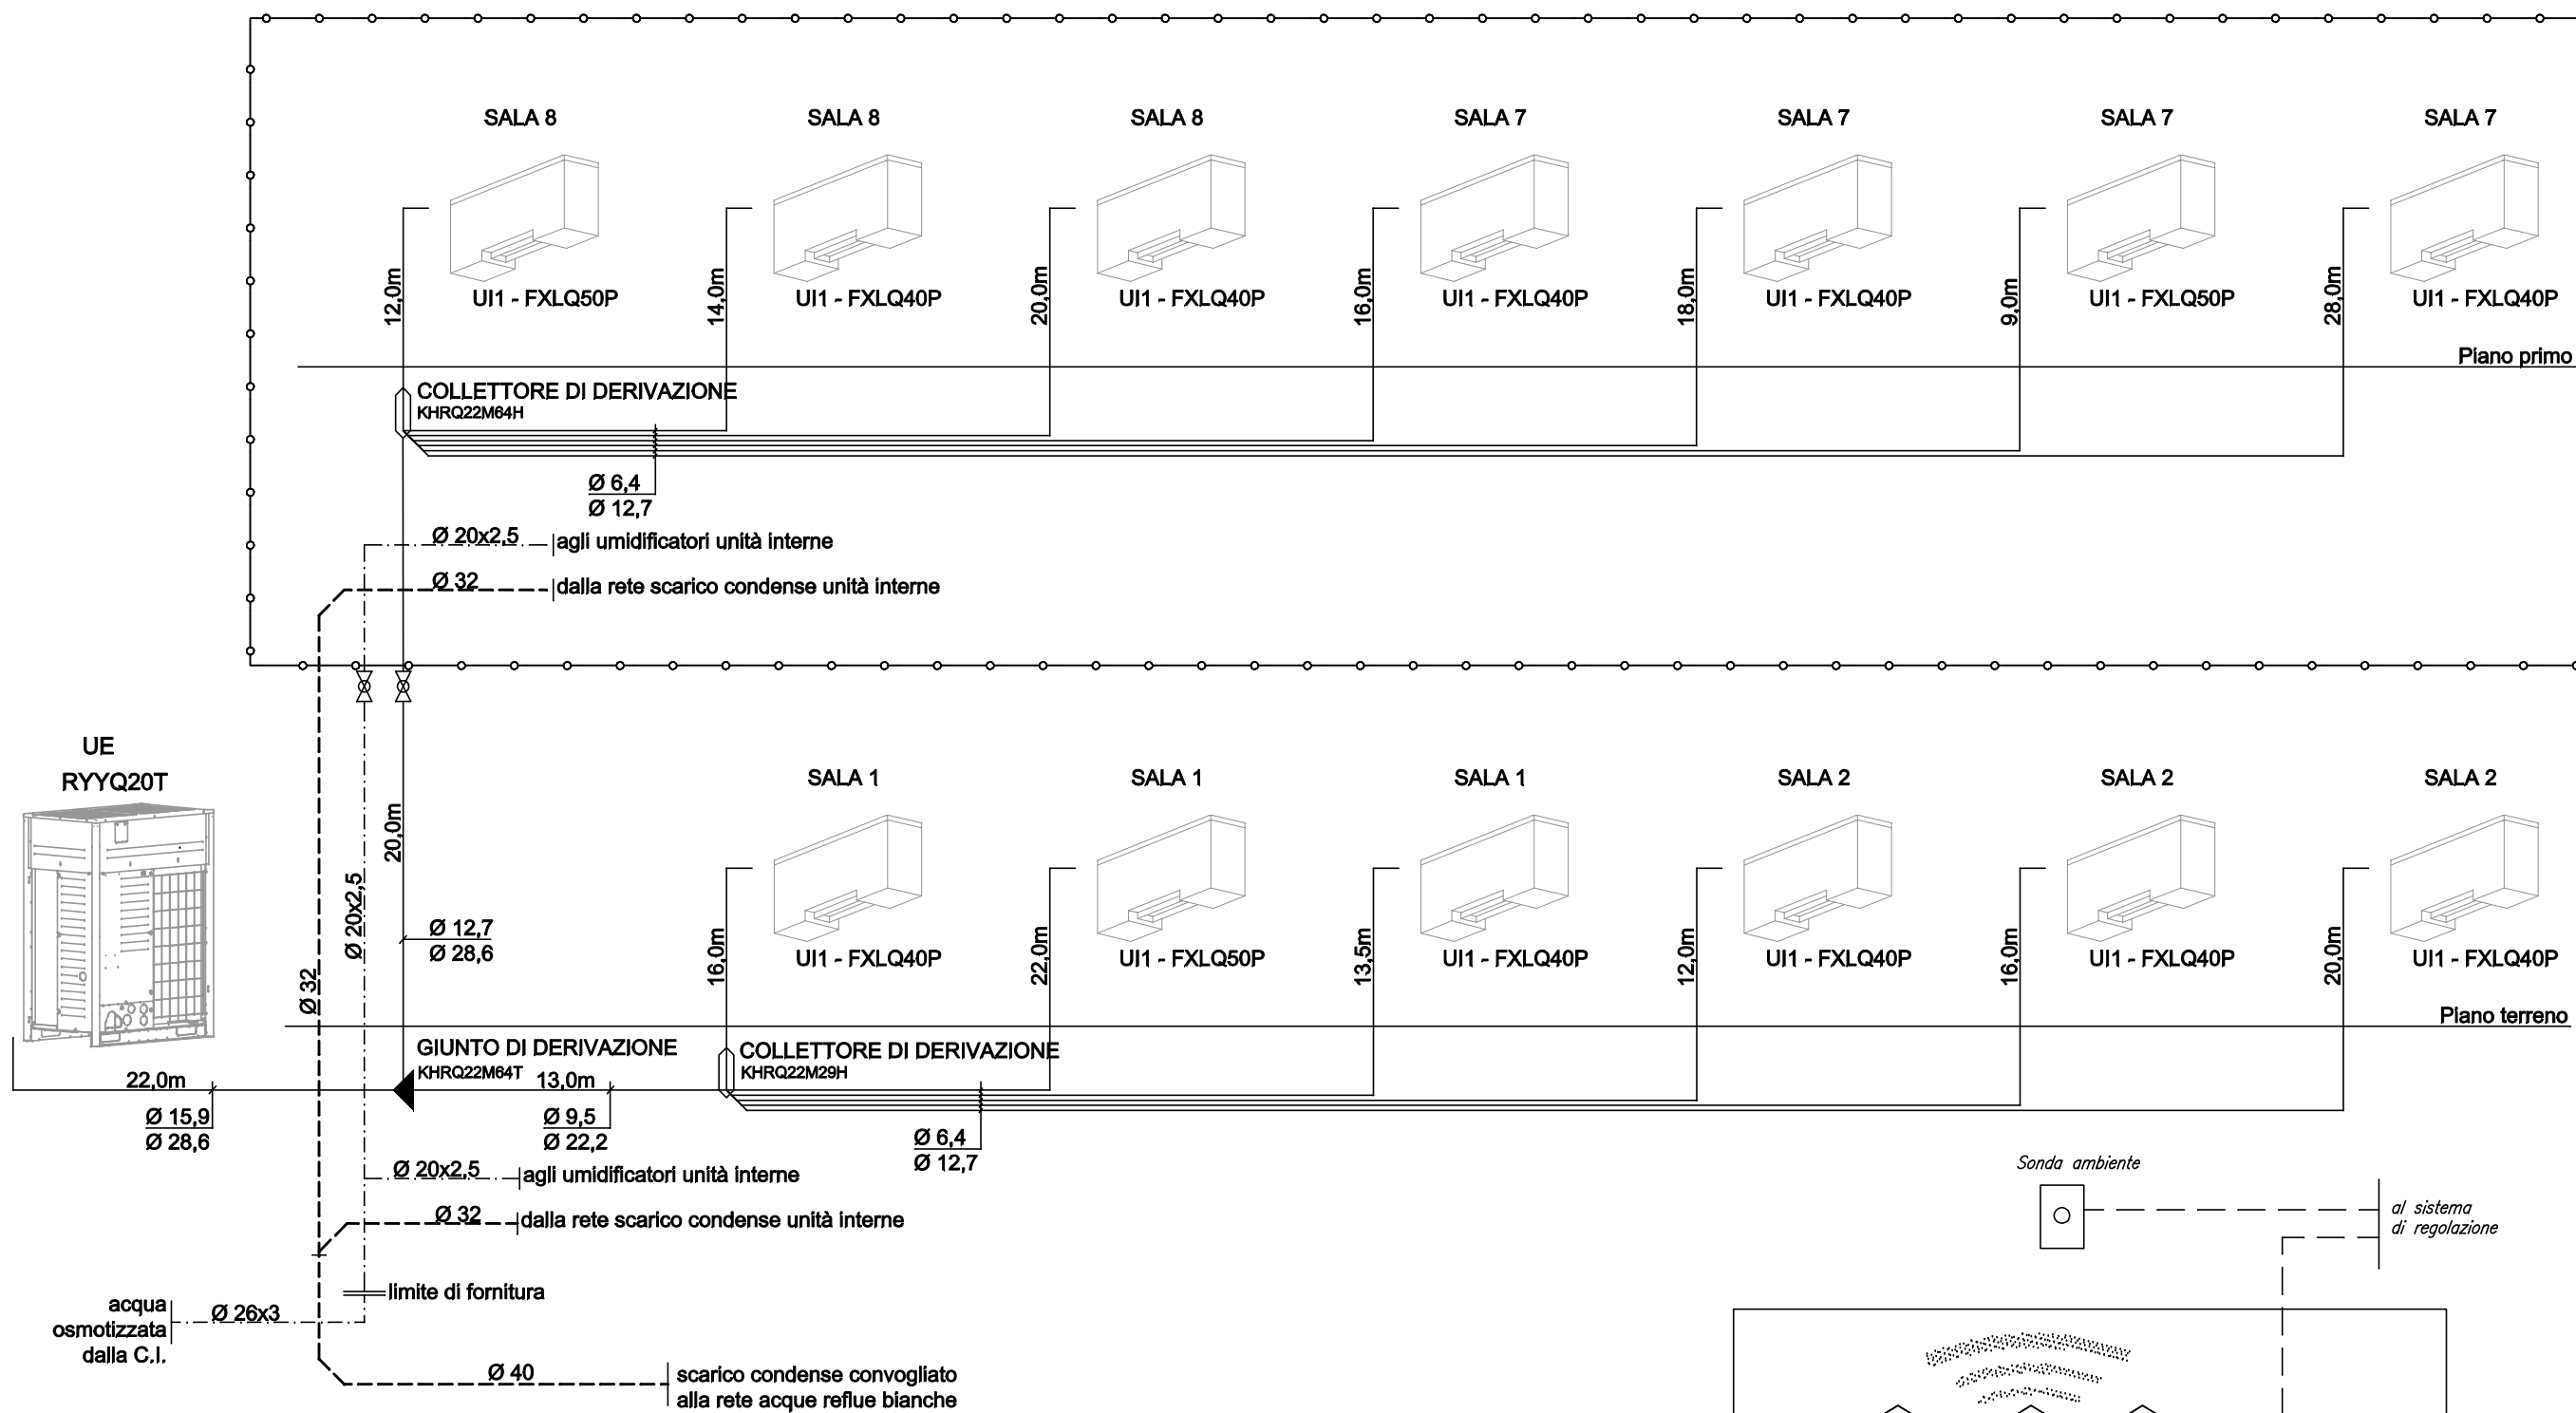 SALA 8
SALA 8
SALA 8
SALA 7
SALA 7
SALA 7
SALA 7
12,0m
14,0m
20,0m
16,0m
18,0m
9,0m
28,0m
UI1 - FXLQ50P
UI1 - FXLQ40P
UI1 - FXLQ40P
UI1 - FXLQ40P
UI1 - FXLQ40P
UI1 - FXLQ50P
UI1 - FXLQ40P
Piano primo
COLLETTORE DI DERIVAZIONE
KHRQ22M64H
Ø 6,4
Ø 12,7
Ø 20x2,5
agli umidificatori unità interne
Ø 32
dalla rete scarico condense unità interne
UE
RYYQ20T
SALA 1
SALA 1
SALA 1
SALA 2
SALA 2
SALA 2
20,0m
Ø 20x2,5
Ø 32
Ø 12,7
Ø 28,6
16,0m
22,0m
13,5m
12,0m
16,0m
20,0m
UI1 - FXLQ40P
UI1 - FXLQ50P
UI1 - FXLQ40P
UI1 - FXLQ40P
UI1 - FXLQ40P
UI1 - FXLQ40P
Piano terreno
GIUNTO DI DERIVAZIONE
KHRQ22M64T
COLLETTORE DI DERIVAZIONE
KHRQ22M29H
22,0m
13,0m
Ø 15,9
Ø 28,6
Ø 9,5
Ø 22,2
Ø 6,4
Ø 12,7
Ø 20x2,5
agli umidificatori unità interne
Ø 32
dalla rete scarico condense unità interne
Sonda ambiente
al sistema
di regolazione
limite di fornitura
acqua
osmotizzata
dalla C.I.
Ø 26x3
Ø 40
scarico condense convogliato
alla rete acque reflue bianche